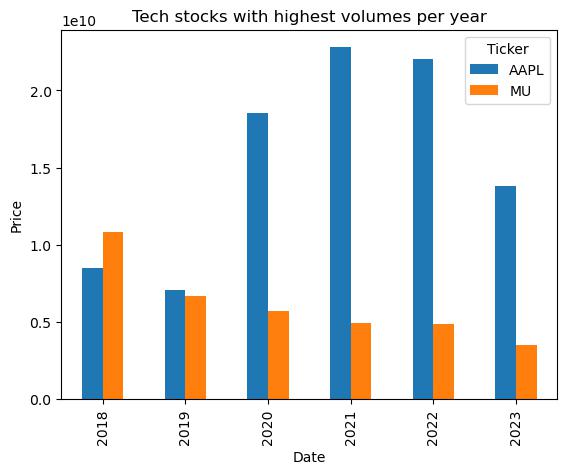 Tech stocks with highest volumes per year
1e10
Ticker
AAPL
MU
2.0
1.5
1.0
0.5
0.0
Price
2018
2019
2020
2021
2022
2023
Date